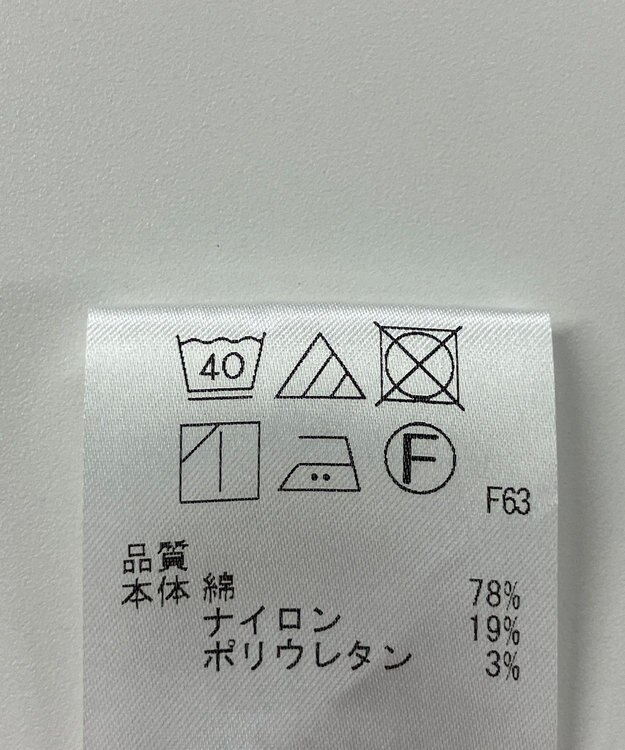 40
F
F63
品質
本体 綿 78%
ナイロン 19%
ポリウレタン 3%